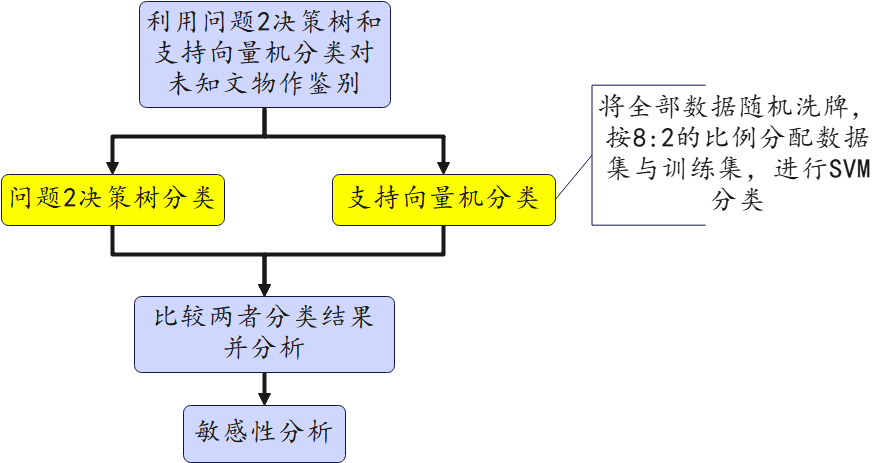 利用问题2决策树和
支持向量机分类对
未知文物作鉴别
将全部数据随机洗牌，
按8:2的比例分配数据
集与训练集，进行SVM
分类
问题2决策树分类
支持向量机分类
比较两者分类结果
并分析
敏感性分析